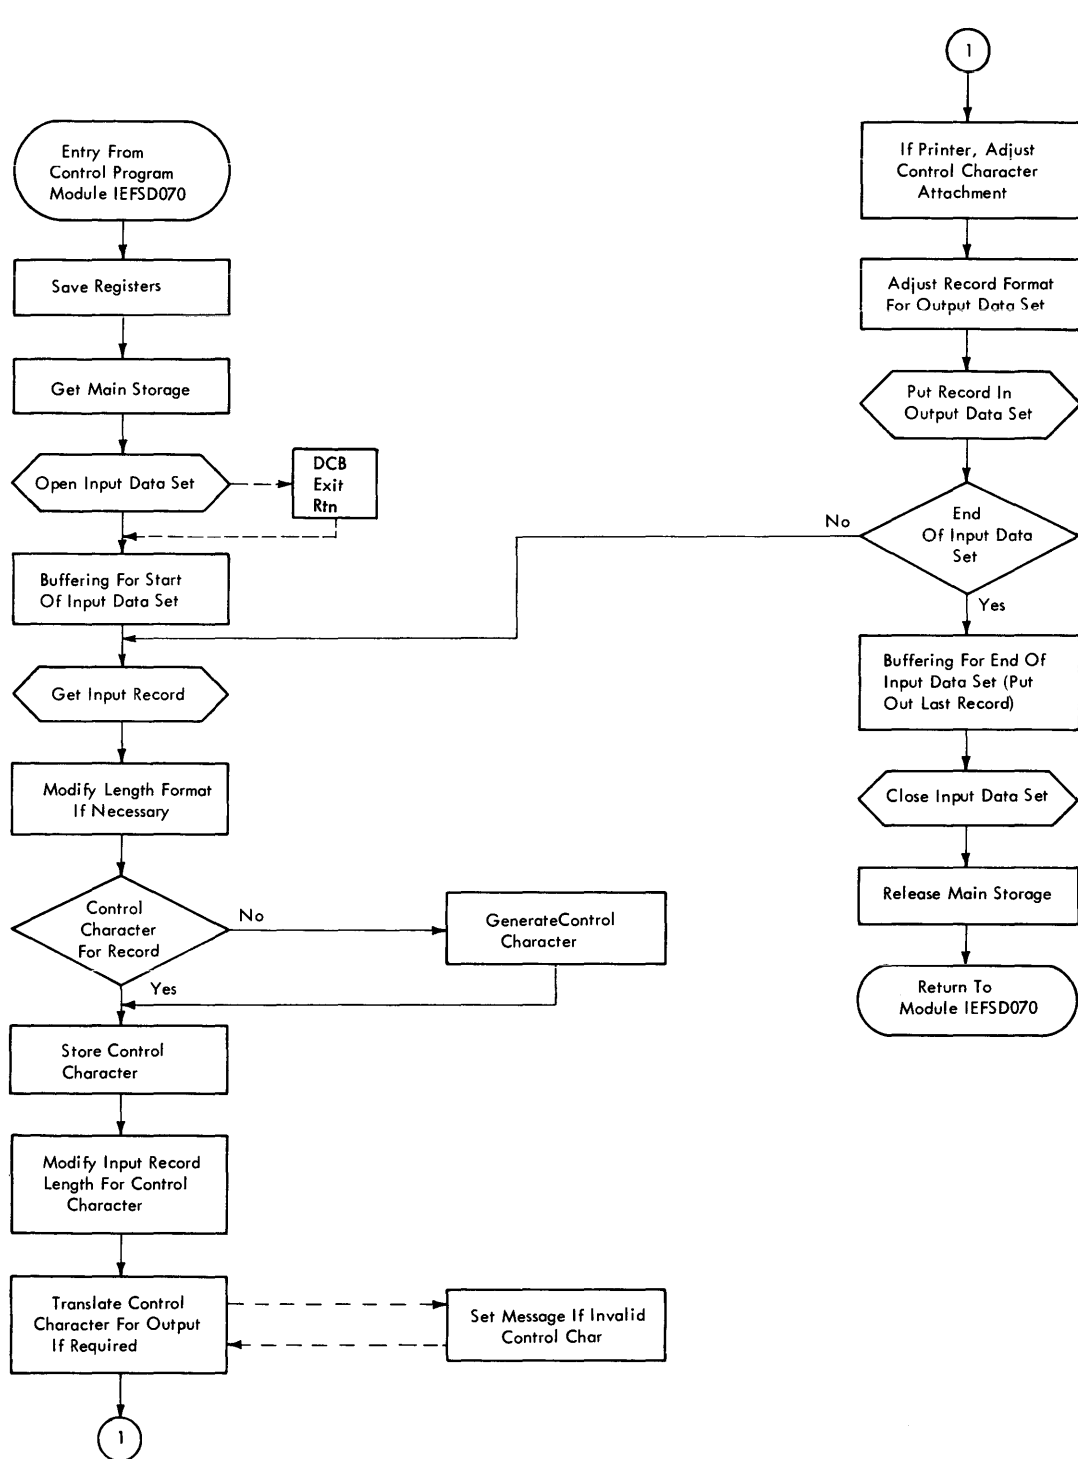 Entry From
Control Program
Module IEFSD070
Save Registers
Get Main Storage
Open Input Data Set
DCB
Exit
Rtn
Buffering For Start
Of Input Data Set
Get Input Record
Modify Length Format
If Necessary
Control
Character
For Record
No
Yes
GenerateControl
Character
Store Control
Character
Modify Input Record
Length For Control
Character
Translate Control
Character For Output
If Required
Set Message If Invalid
Control Char
1
1
If Printer, Adjust
Control Character
Attachment
Adjust Record Format
For Output Data Set
Put Record In
Output Data Set
End
Of Input Data
Set
No
Yes
Buffering For End Of
Input Data Set (Put
Out Last Record)
Close Input Data Set
Release Main Storage
Return To
Module IEFSD070